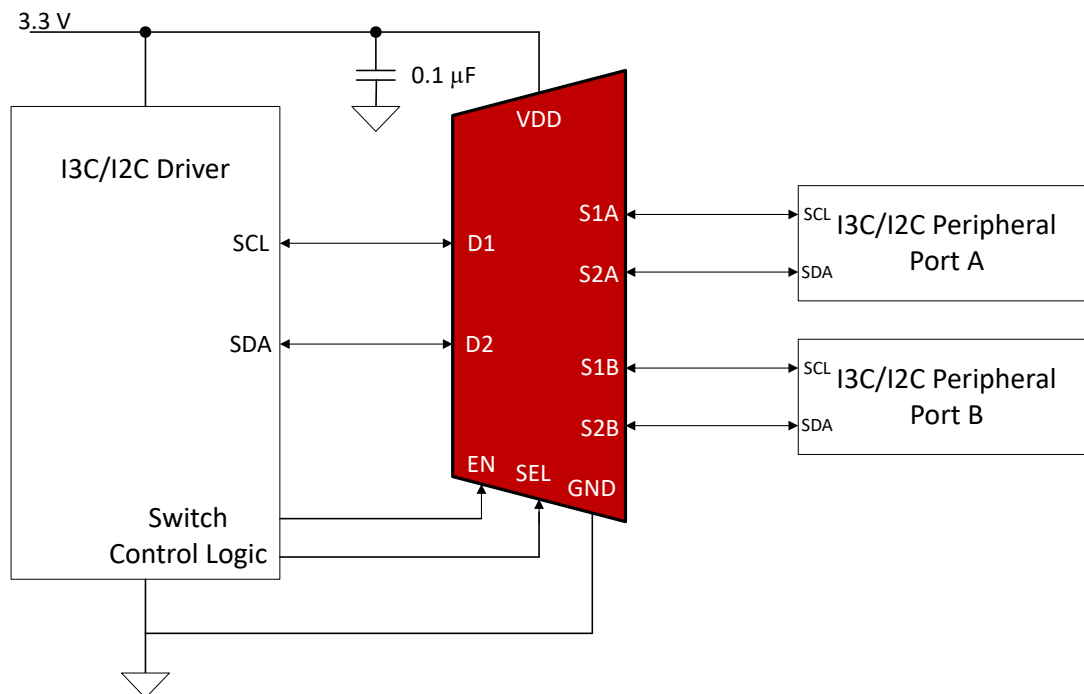 3.3 V
0.1 μF
VDD
I3C/I2C Driver
SCL
SDA
D1
D2
S1A
S2A
S1B
S2B
SCL
I3C/I2C Peripheral
Port A
SDA
SCL
I3C/I2C Peripheral
Port B
SDA
EN
SEL
GND
Switch
Control Logic